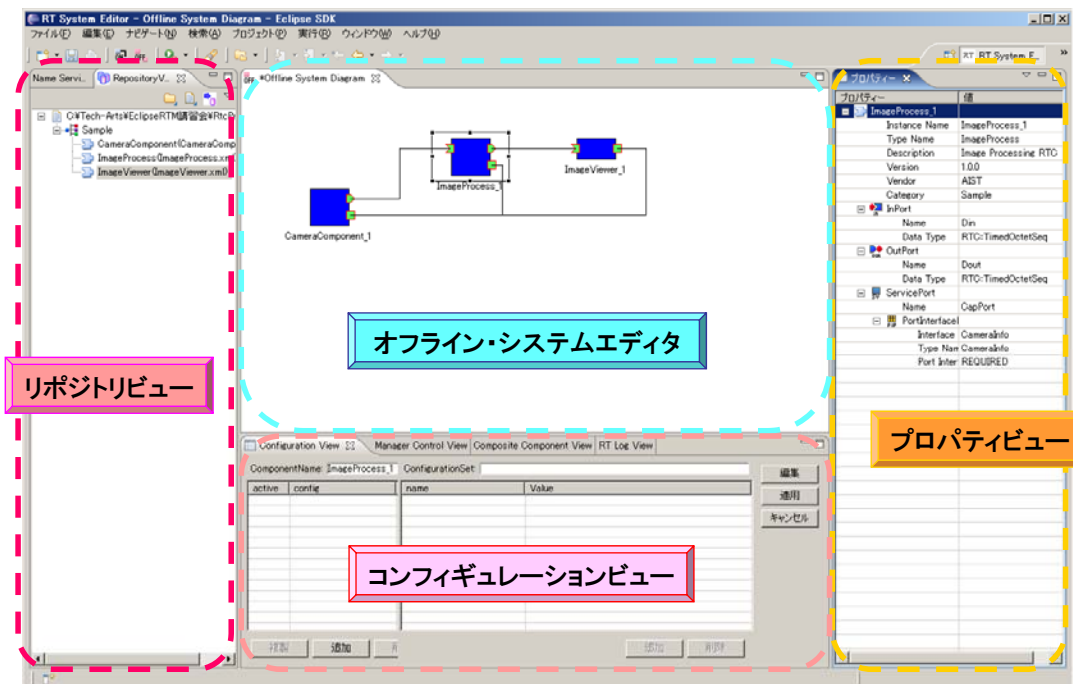 RT System Editor - Offline System Diagram - Eclipse SDK
ファイル(F) 編集(E) ナビゲート(N) 検索(A) プロジェクト(P) 実行(R) ウィンドウ(W) ヘルプ(H)
RT RT System E..
Name Servi.. RepositoryV..
C¥Tech-Arts¥EclipseRTM講習会¥RtcP
Sample
CameraComponent(CameraComp
ImageProcess(ImageProcess.xm
ImageViewer(ImageViewer.xml)
リポジトリビュー
*Offline System Diagram
ImageProcess_1
ImageViewer_1
CameraComponent_1
オフライン・システムエディタ
Configuration View Manager Control View Composite Component View RT Log View
ComponentName: ImageProcess_1 ConfigurationSet:
active config name Value
編集
適用
キャンセル
コンフィギュレーションビュー
複製 追加 追加 削除
プロパティー
プロパティー 値
ImageProcess_1
Instance Name ImageProcess_1
Type Name ImageProcess
Description Image Processing RTC
Version 1.0.0
Vendor AIST
Category Sample
InPort
Name Din
Data Type RTC:TimedOctetSeq
OutPort
Name Dout
Data Type RTC:TimedOctetSeq
ServicePort
Name CapPort
PortInterfaceI
Interface CameraInfo
Type Nam CameraInfo
Port Inter REQUIRED
プロパティビュー